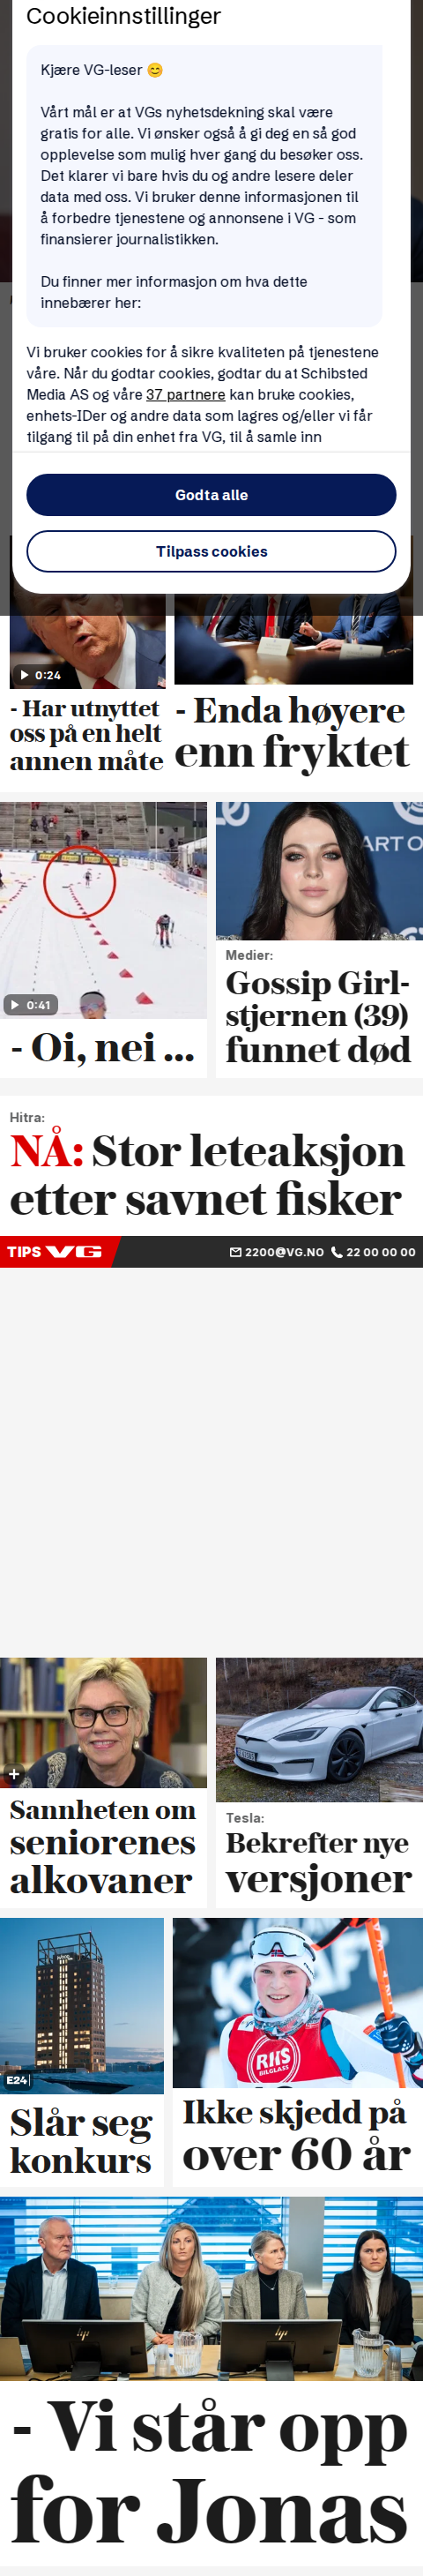 Cookieinnstillinger
Kjære VG-leser 😊
Vårt mål er at VGs nyhetsdekning skal være
gratis for alle. Vi ønsker også å gi deg en så god
opplevelse som mulig hver gang du besøker oss.
Det klarer vi bare hvis du og andre lesere deler
data med oss. Vi bruker denne informasjonen til
å forbedre tjenestene og annonsene i VG - som
finansierer journalistikken.
Du finner mer informasjon om hva dette
innebærer her:
Vi bruker cookies for å sikre kvaliteten på tjenestene
våre. Når du godtar cookies, godtar du at Schibsted
Media AS og våre 37 partnere kan bruke cookies,
enhets-IDer og andre data som lagres og/eller vi får
tilgang til på din enhet fra VG, til å samle inn
Godta alle
Tilpass cookies
0:24
- Har utnyttet
oss på en helt
annen måte
- Enda høyere
enn fryktet
0:41
- Oi, nei ...
ART O
Medier:
Gossip Girl-
stjernen (39)
funnet død
Hitra:
NÅ: Stor leteaksjon
etter savnet fisker
TIPS VG
2200@VG.NO 22 00 00 00
Sannheten om
seniorenes
alkovaner
Tesla:
Bekrefter nye
versjoner
E24
Slår seg
konkurs
RIIS
BILGLASS
Ikke skjedd på
over 60 år
hp
hp
- Vi står opp
for Jonas